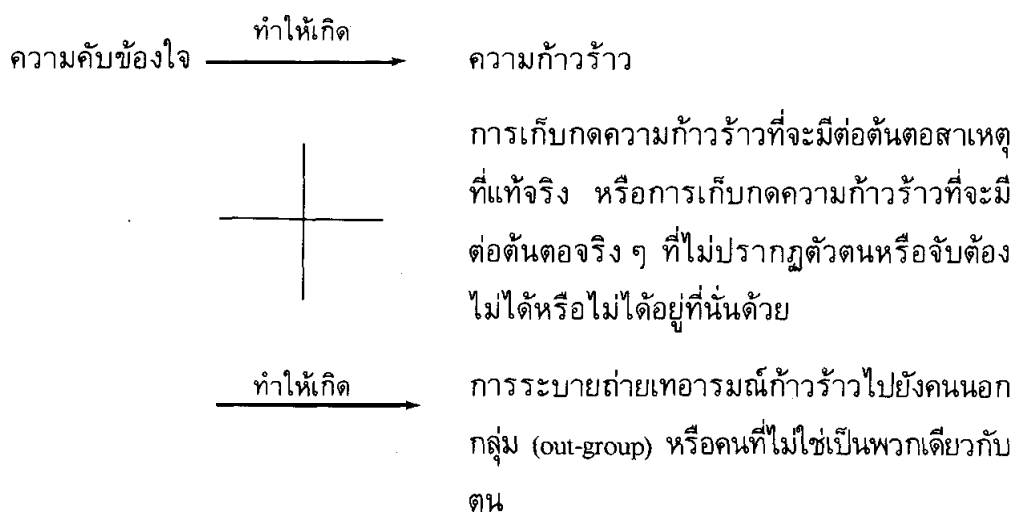 ทำให้เกิด
ความคับข้องใจ ความก้าวร้าว
การเก็บกดความก้าวร้าวที่จะมีต่อต้นตอสาเหตุ
ที่แท้จริง หรือการเก็บกดความก้าวร้าวที่จะมี
ต่อต้นตอจริง ๆ ที่ไม่ปรากฏตัวตนหรือจับต้อง
ไม่ได้หรือไม่ได้อยู่ที่นั่นด้วย
ทำให้เกิด การระบายถ่ายเทอารมณ์ก้าวร้าวไปยังคนนอก
กลุ่ม (out-group) หรือคนที่ไม่ใช่เป็นพวกเดียวกับ
ตน